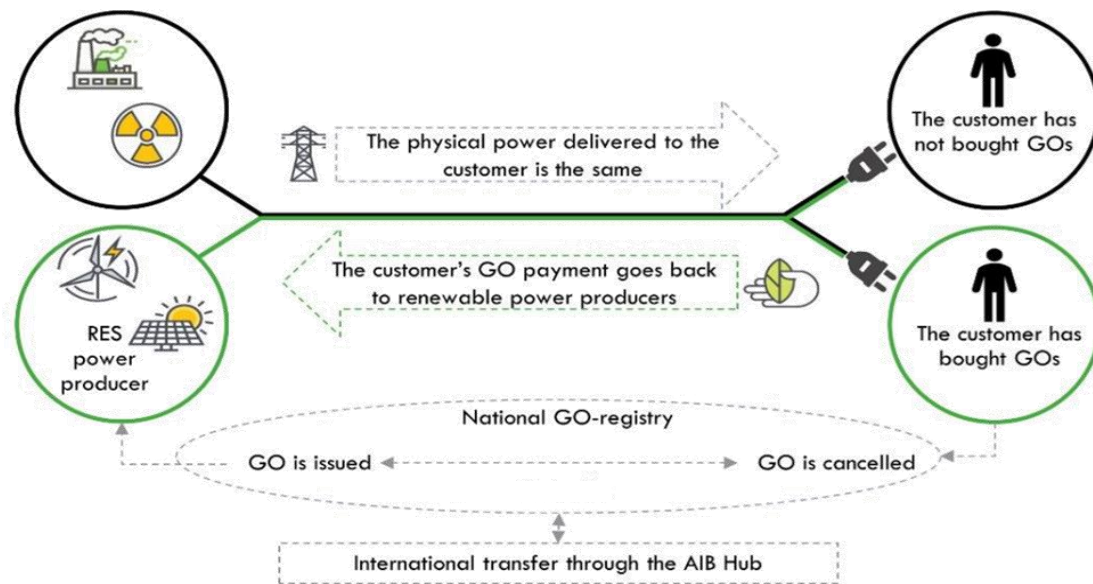 The physical power delivered to the
customer is the same
The customer has
not bought GOs
The customer's GO payment goes back
to renewable power producers
RES
power
producer
The customer has
bought GOs
National GO-registry
GO is issued
GO is cancelled
International transfer through the AIB Hub